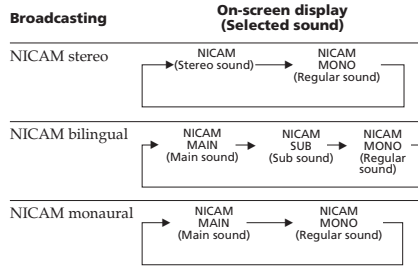 Broadcasting
On-screen display
(Selected sound)
NICAM stereo
NICAM
(Stereo sound)
NICAM
MONO
(Regular sound)
NICAM bilingual
NICAM
MAIN
(Main sound)
NICAM
SUB
(Sub sound)
NICAM
MONO
(Regular
sound)
NICAM monaural
NICAM
MAIN
(Main sound)
NICAM
MONO
(Regular sound)